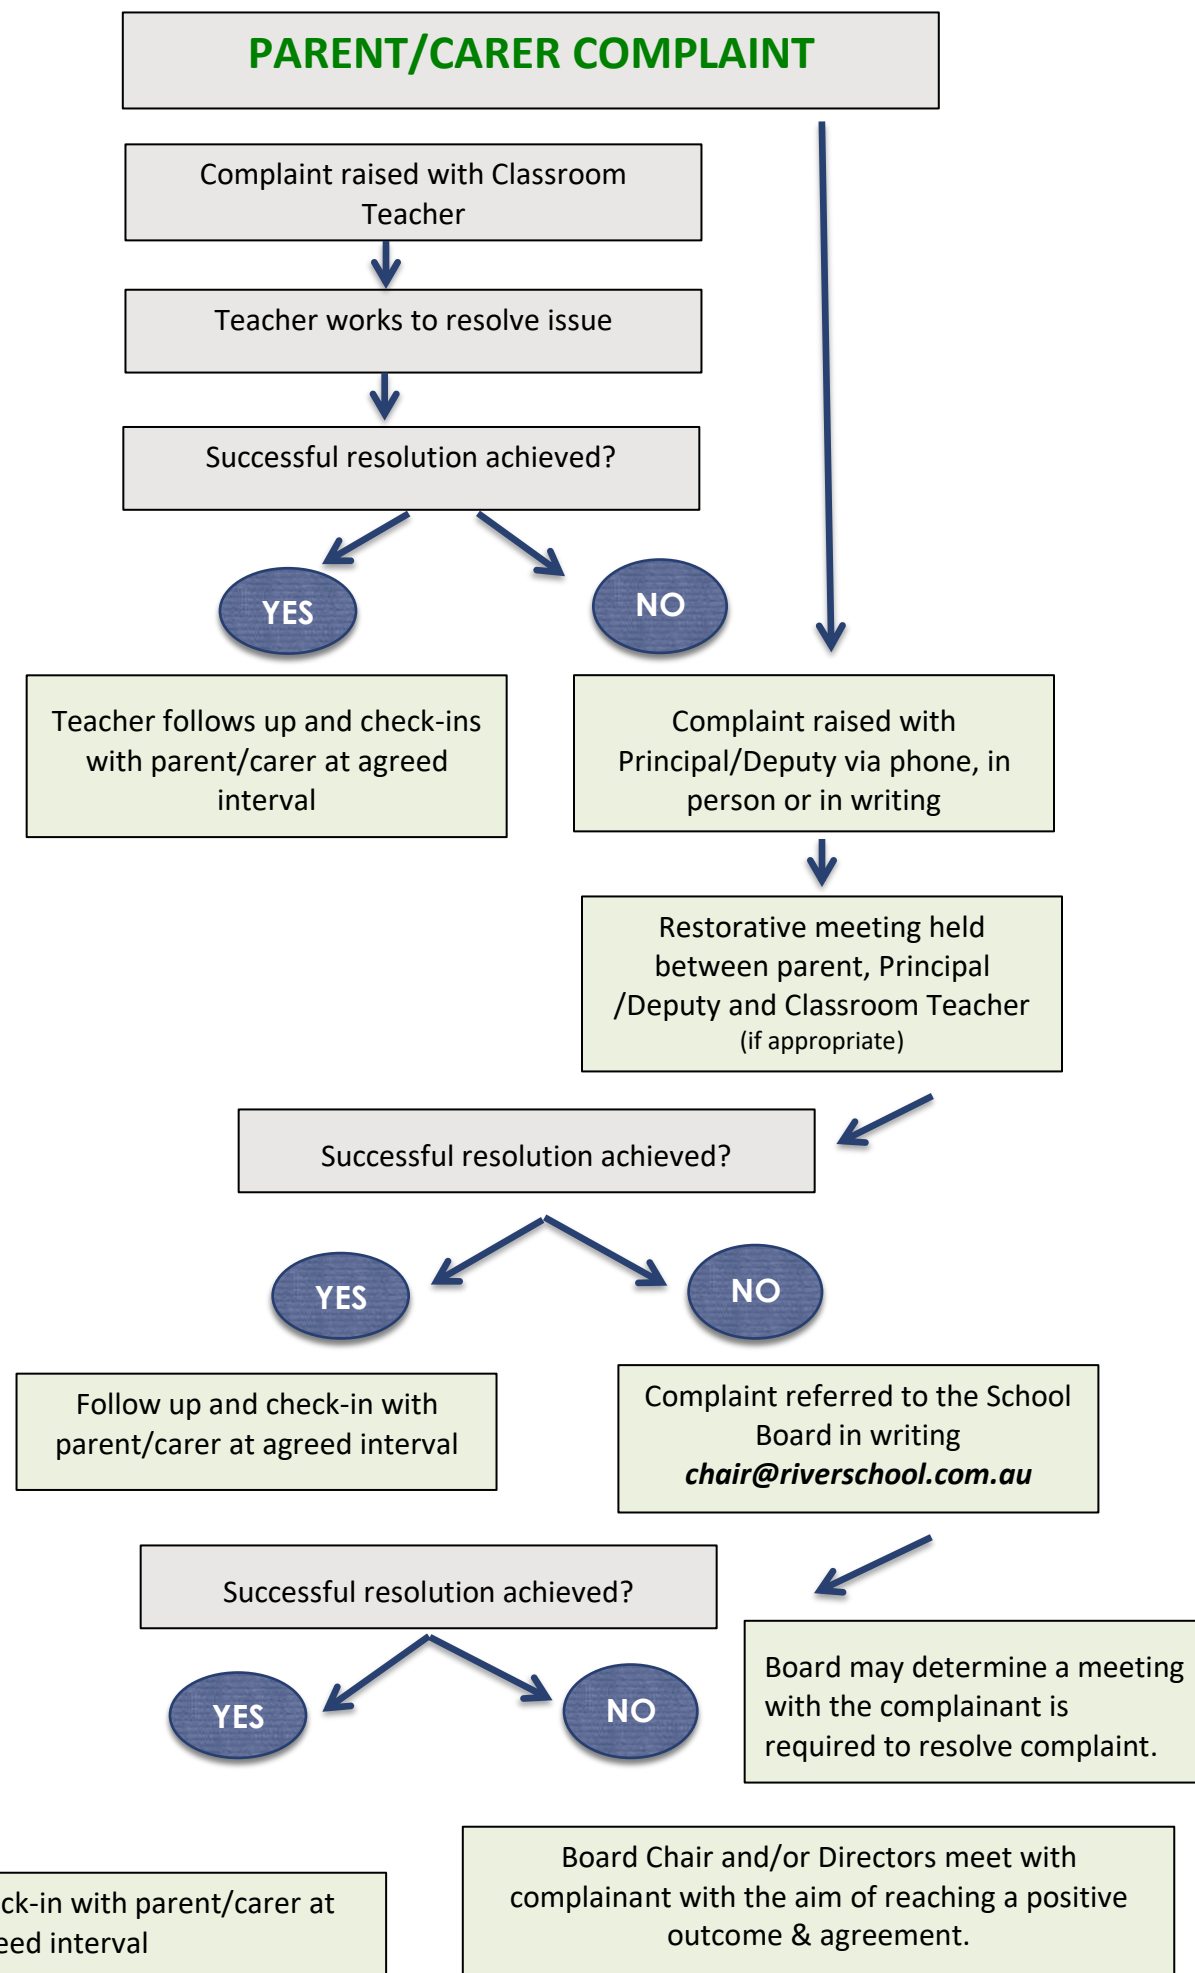 PARENT/CARER COMPLAINT
Complaint raised with Classroom
Teacher
Teacher works to resolve issue
Successful resolution achieved?
YES
NO
Teacher follows up and check-ins
with parent/carer at agreed
interval
Complaint raised with
Principal/Deputy via phone, in
person or in writing
Restorative meeting held
between parent, Principal
/Deputy and Classroom Teacher
(if appropriate)
Successful resolution achieved?
YES
NO
Follow up and check-in with
parent/carer at agreed interval
Complaint referred to the School
Board in writing
chair@riverschool.com.au
Successful resolution achieved?
YES
NO
Board may determine a meeting
with the complainant is
required to resolve complaint.
with parent/carer at
interval
Board Chair and/or Directors meet with
complainant with the aim of reaching a positive
outcome & agreement.